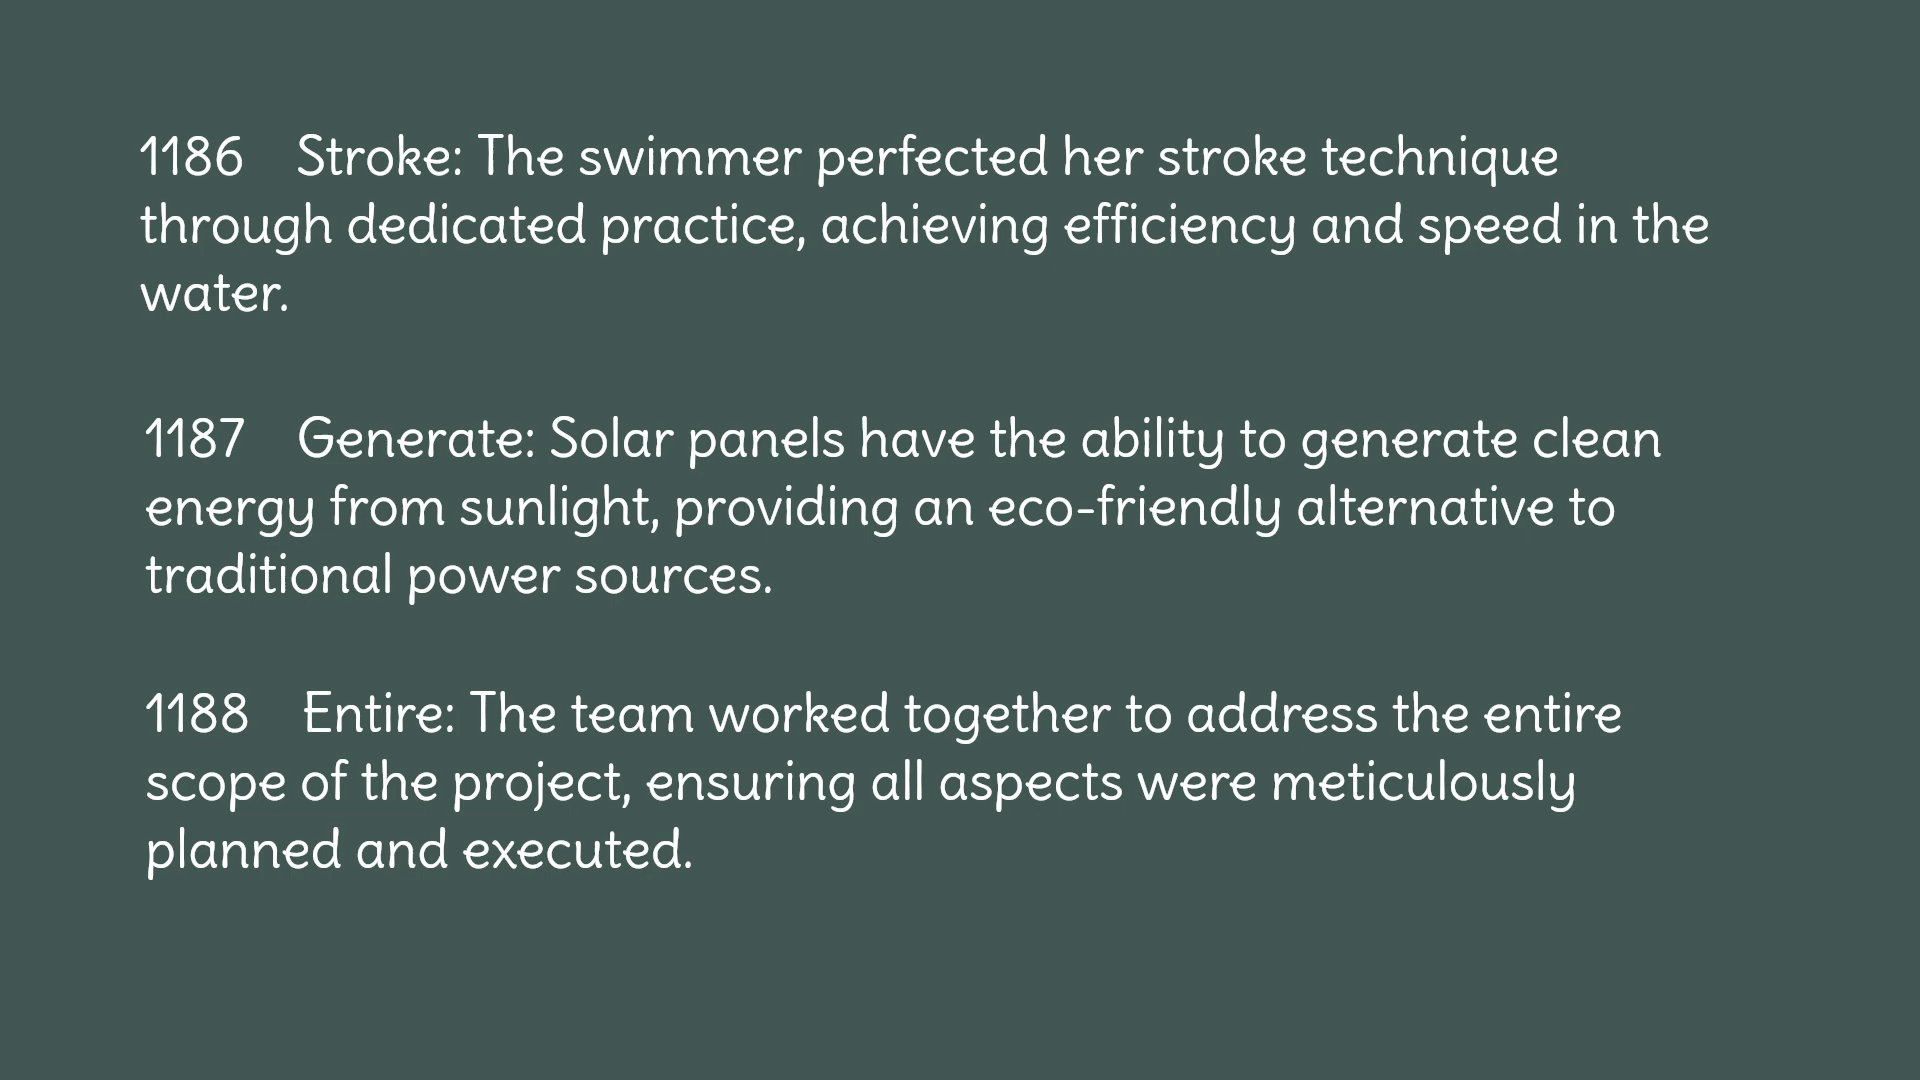 1186 Stroke: The swimmer perfected her stroke technique
through dedicated practice, achieving efficiency and speed in the
water.
1187 Generate: Solar panels have the ability to generate clean
energy from sunlight, providing an eco-friendly alternative to
traditional power sources.
1188 Entire: The team worked together to address the entire
scope of the project, ensuring all aspects were meticulously
planned and executed.